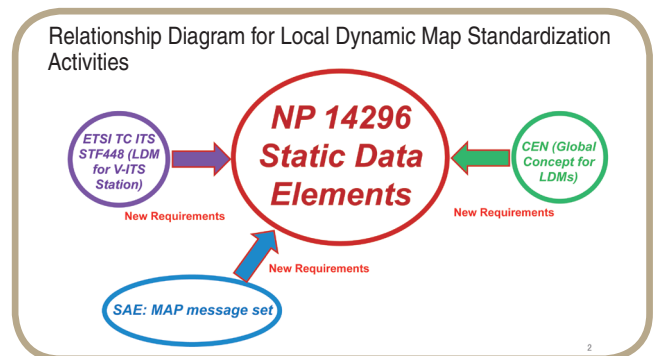 Relationship Diagram for Local Dynamic Map Standardization
Activities
ETSI TC ITS
STF448 (LDM
for V-ITS
Station)
New Requirements
NP 14296
Static Data
Elements
CEN (Global
Concept for
LDMs)
New Requirements
New Requirements
SAE: MAP message set
2